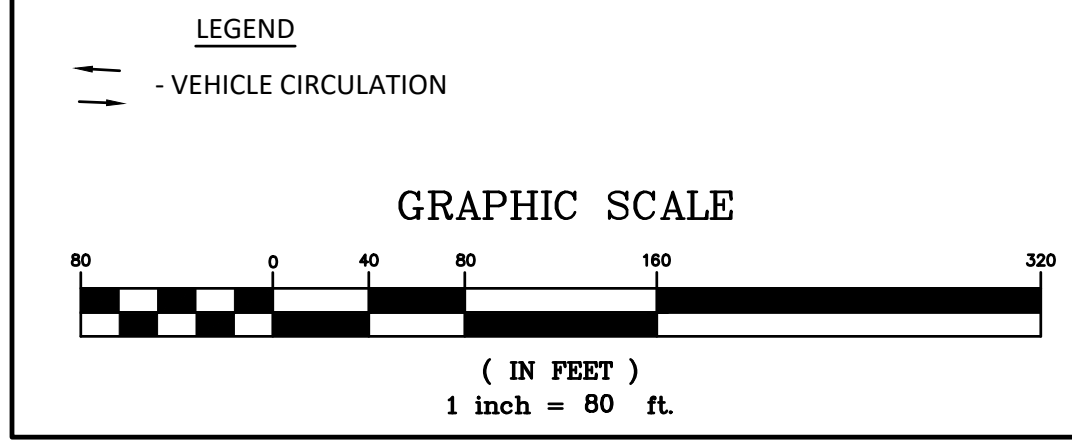 LEGEND
- VEHICLE CIRCULATION
GRAPHIC SCALE
80 0 40 80 160 320
( IN FEET )
1 inch = 80 ft.